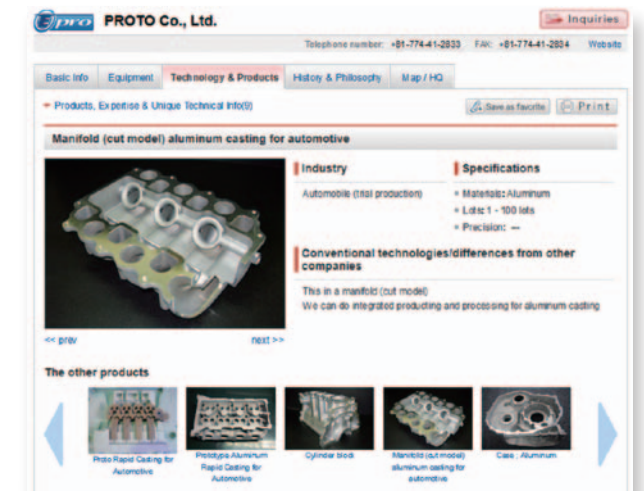 pro PROTO Co., Ltd.
Inquiries
Telephone number: +81-774-41-2833 FAX: +81-774-41-2834 Website
Basic Info Equipment Technology & Products History & Philosophy Map / HQ
Products, Expertise & Unique Technical Info(9)
Save as favorite Print
Manifold (cut model) aluminum casting for automotive
Industry
Automobile (trial production)
Specifications
Materials: Aluminum
Lots: 1 - 100 lots
Precision: ---
Conventional technologies/differences from other
companies
This in a manifold (cut model)
We can do integrated producting and processing for aluminum casting
<< prev next >>
The other products
Proto Rapid Casting for
Automotive
Prototype Aluminum
Rapid Casting for
Automotive
Cylinder block
Manifold (cut model)
aluminum casting for
automotive
Case , Aluminum